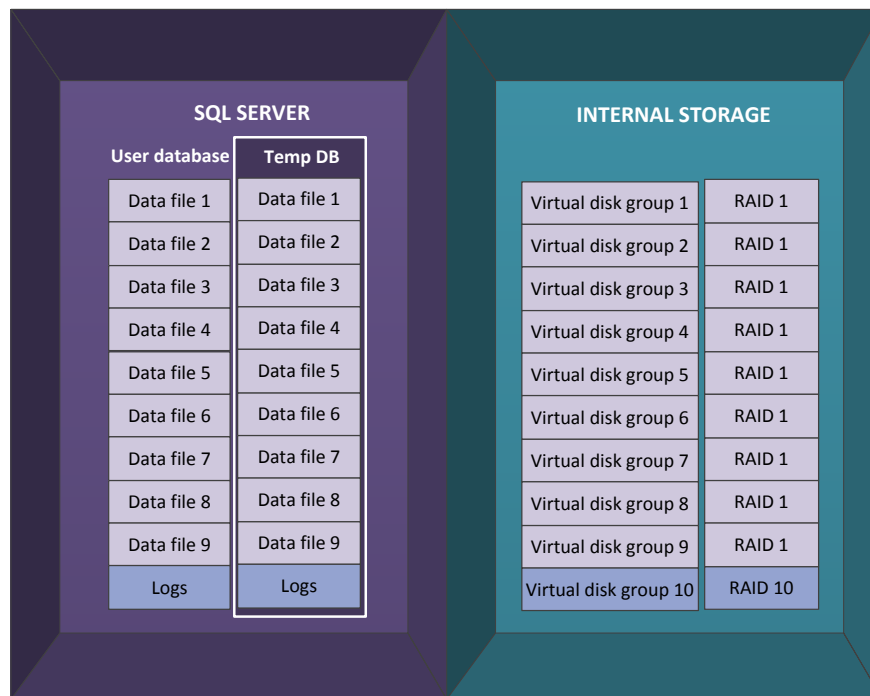 SQL SERVER
User database Temp DB
Data file 1 Data file 1
Data file 2 Data file 2
Data file 3 Data file 3
Data file 4 Data file 4
Data file 5 Data file 5
Data file 6 Data file 6
Data file 7 Data file 7
Data file 8 Data file 8
Data file 9 Data file 9
Logs Logs
INTERNAL STORAGE
Virtual disk group 1 RAID 1
Virtual disk group 2 RAID 1
Virtual disk group 3 RAID 1
Virtual disk group 4 RAID 1
Virtual disk group 5 RAID 1
Virtual disk group 6 RAID 1
Virtual disk group 7 RAID 1
Virtual disk group 8 RAID 1
Virtual disk group 9 RAID 1
Virtual disk group 10 RAID 10